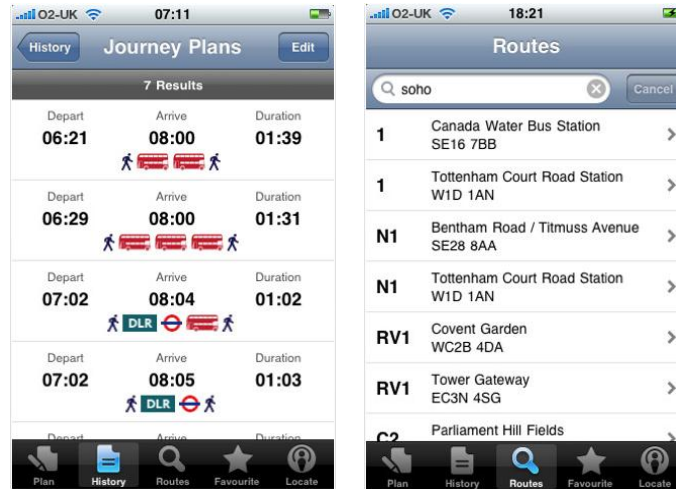 O2-UK 07:11
History Journey Plans Edit
7 Results
Depart Arrive Duration
06:21 08:00 01:39
Depart Arrive Duration
06:29 08:00 01:31
Depart Arrive Duration
07:02 08:04 01:02
DLR
Depart Arrive Duration
07:02 08:05 01:03
DLR
Depart Arrive Duration
Plan History Routes Favourite Locate
O2-UK 18:21
Routes
soho Cancel
1 Canada Water Bus Station
SE16 7BB
1 Tottenham Court Road Station
W1D 1AN
N1 Bentham Road / Titmuss Avenue
SE28 8AA
N1 Tottenham Court Road Station
W1D 1AN
RV1 Covent Garden
WC2B 4DA
RV1 Tower Gateway
EC3N 4SG
C2 Parliament Hill Fields
Plan History Routes Favourite Locate